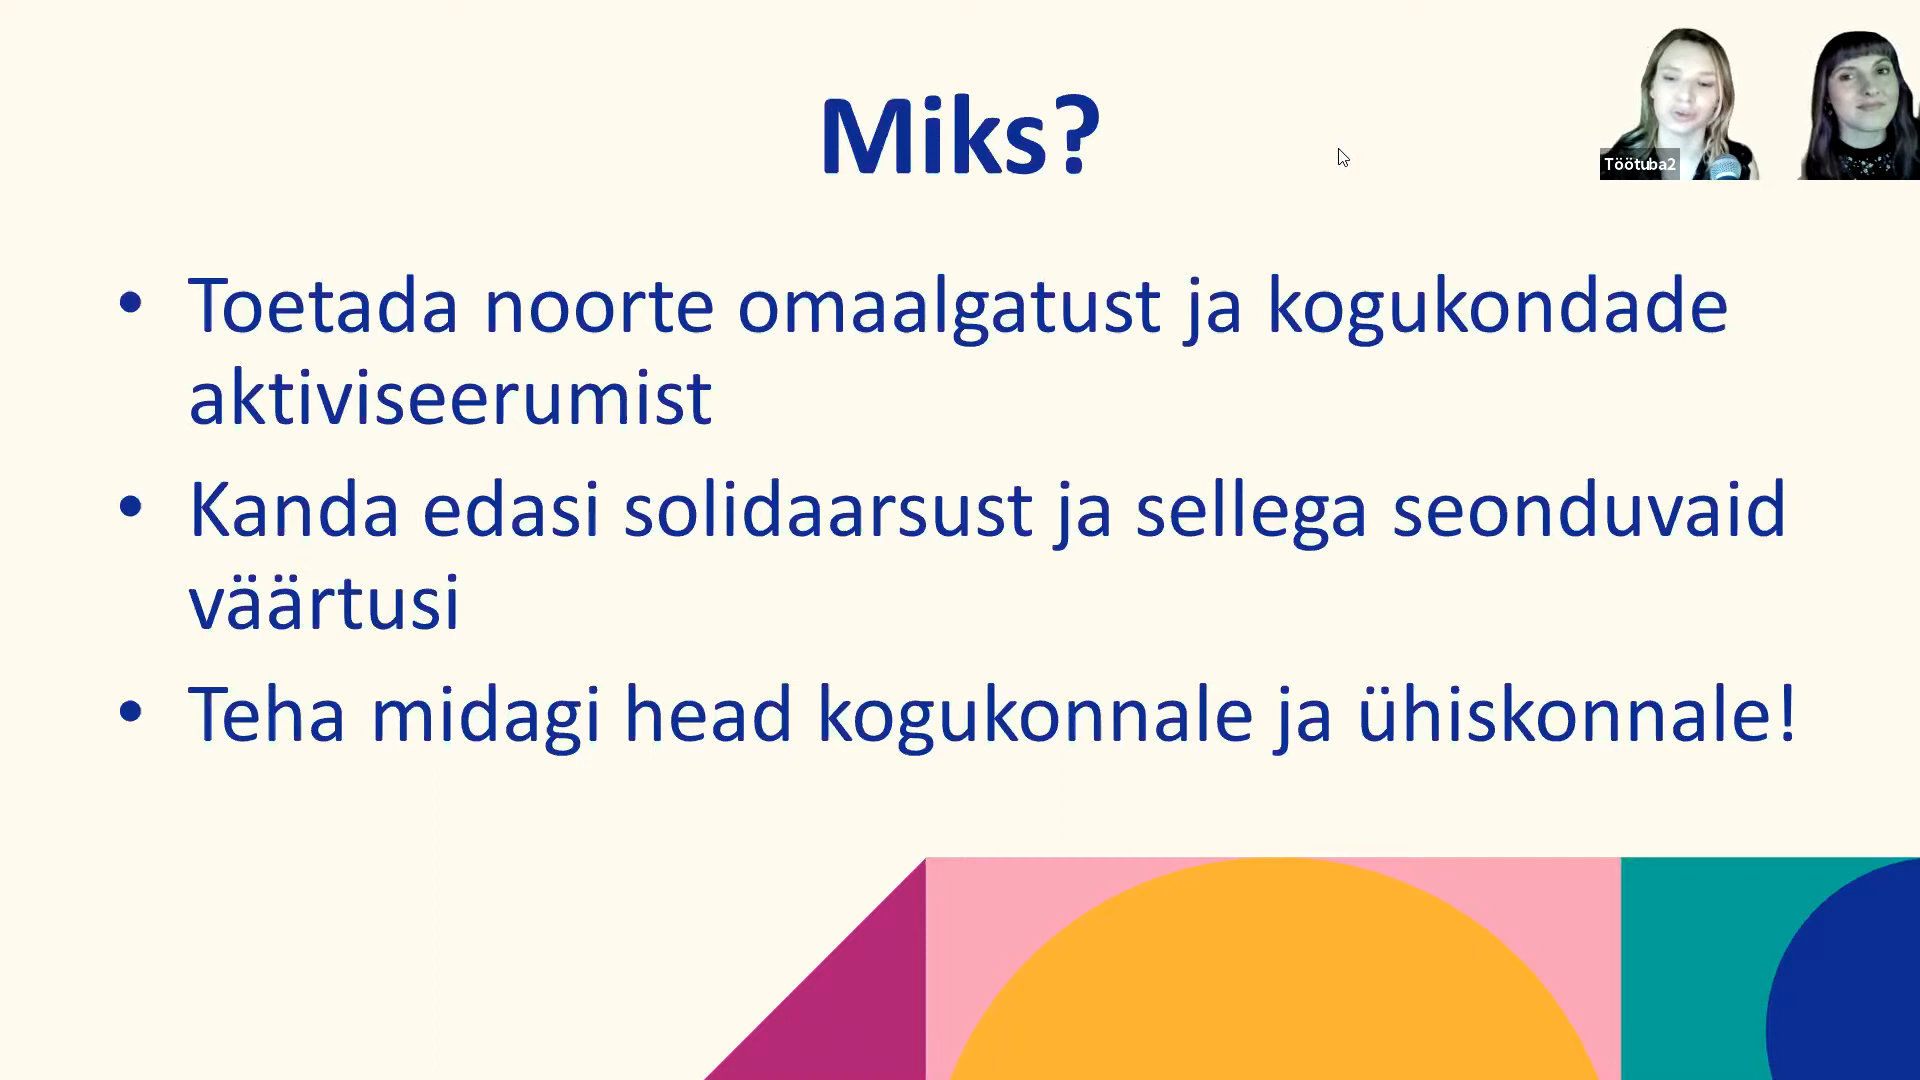 Miks?
Töötuba2
• Toetada noorte omaalgatust ja kogukondade
aktiviseerumist
• Kanda edasi solidaarsust ja sellega seonduvaid
väärtusi
• Teha midagi head kogukonnale ja ühiskonnale!